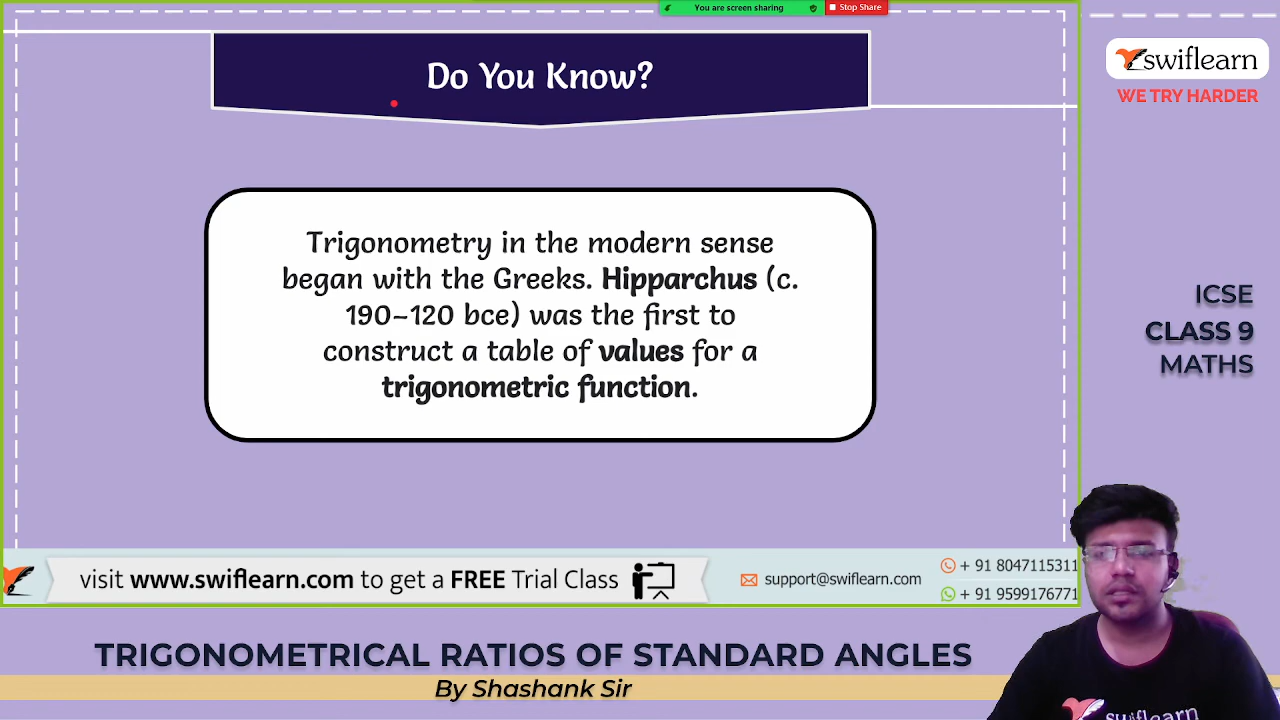 You are screen sharing
Stop Share
Do You Know?
swiflearn
WE TRY HARDER
Trigonometry in the modern sense
began with the Greeks. Hipparchus (c.
190–120 bce) was the first to
construct a table of values for a
trigonometric function.
ICSE
CLASS 9
MATHS
visit www.swiflearn.com to get a FREE Trial Class
support@swiflearn.com
+ 91 8047115311
+ 91 9599176771
TRIGONOMETRICAL RATIOS OF STANDARD ANGLES
By Shashank Sir
swiflearn